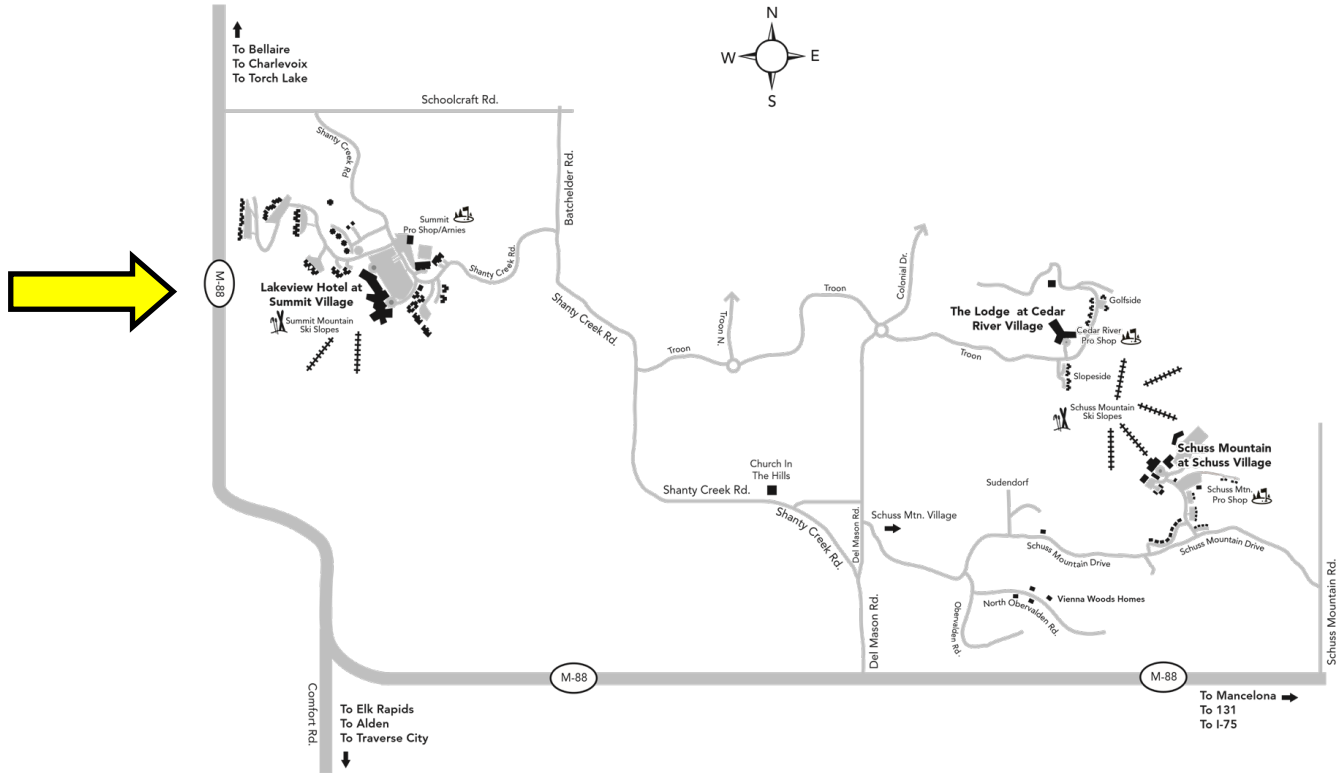 N
W
E
S
To Bellaire
To Charlevoix
To Torch Lake
Schoolcraft Rd.
Shanty Creek Rd
Batchelder Rd.
Summit
Pro Shop/Arnies
Shanty Creek Rd.
M-88
Lakeview Hotel at
Summit Village
Summit Mountain
Ski Slopes
Shanty Creek Rd.
Troon
Troon N.
Troon
Colonial Dr.
Troon
The Lodge at Cedar
River Village
Golfside
Cedar River
Pro Shop
Slopeside
Schuss Mountain
Ski Slopes
Schuss Mountain
at Schuss Village
Schuss Mtn.
Pro Shop
Church In
The Hills
Shanty Creek Rd.
Shanty Creek Rd.
Del Mason Rd.
Schuss Mtn. Village
Sudendorf
Schuss Mountain Drive
Schuss Mountain Drive
Vienna Woods Homes
North Obervalden Rd.
Obervalden Rd.
Del Mason Rd.
Schuss Mountain Rd.
M-88
M-88
Comfort Rd.
To Elk Rapids
To Alden
To Traverse City
To Mancelona
To 131
To I-75